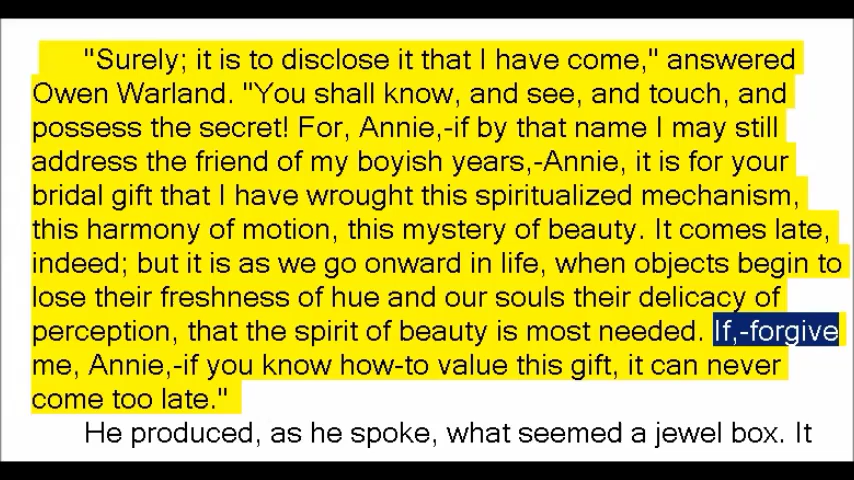 "Surely; it is to disclose it that I have come," answered
Owen Warland. "You shall know, and see, and touch, and
possess the secret! For, Annie,-if by that name I may still
address the friend of my boyish years,-Annie, it is for your
bridal gift that I have wrought this spiritualized mechanism,
this harmony of motion, this mystery of beauty. It comes late,
indeed; but it is as we go onward in life, when objects begin to
lose their freshness of hue and our souls their delicacy of
perception, that the spirit of beauty is most needed. If,-forgive
me, Annie,-if you know how-to value this gift, it can never
come too late."
He produced, as he spoke, what seemed a jewel box. It